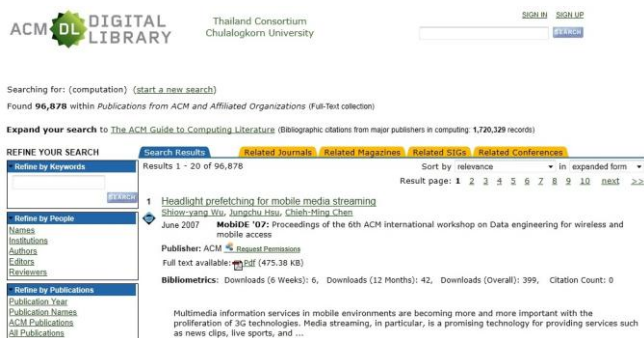 ACM DL DIGITAL LIBRARY
Thailand Consortium
Chulalogkorn University
SIGN IN SIGN UP
SEARCH
Searching for: (computation) (start a new search)
Found 96,878 within Publications from ACM and Affiliated Organizations (Full-Text collection)
Expand your search to The ACM Guide to Computing Literature (Bibliographic citations from major publishers in computing: 1,720,329 records)
REFINE YOUR SEARCH
Refine by Keywords
SEARCH
Refine by People
Names
Institutions
Authors
Editors
Reviewers
Refine by Publications
Publication Year
Publication Names
ACM Publications
All Publications
Search Results Related Journals Related Magazines Related SIGs Related Conferences
Results 1 - 20 of 96,878
Sort by relevance in expanded form
Result page: 1 2 3 4 5 6 7 8 9 10 next >>
1 Headlight prefetching for mobile media streaming
Shiow-yang Wu, Jungchu Hsu, Chieh-Ming Chen
June 2007 MobiDE '07: Proceedings of the 6th ACM international workshop on Data engineering for wireless and
mobile access
Publisher: ACM Request Permissions
Full text available: Pdf (475.38 KB)
Bibliometrics: Downloads (6 Weeks): 6, Downloads (12 Months): 42, Downloads (Overall): 399, Citation Count: 0
Multimedia information services in mobile environments are becoming more and more important with the
proliferation of 3G technologies. Media streaming, in particular, is a promising technology for providing services such
as news clips, live sports, and ...